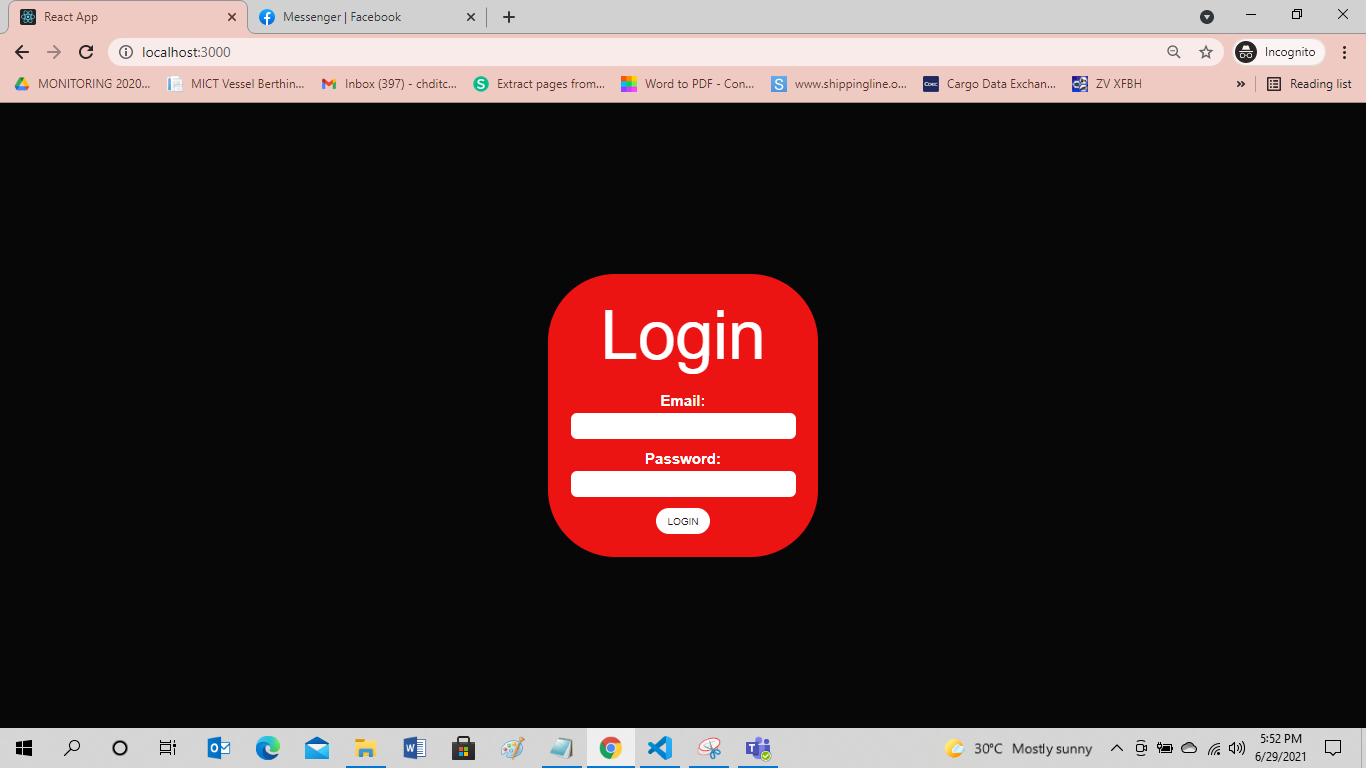 React App
Messenger | Facebook
localhost:3000
Incognito
MONITORING 2020...
MICT Vessel Berthin...
Inbox (397) - chditc...
Extract pages from...
Word to PDF - Con...
www.shippingline.o...
Cargo Data Exchan...
ZV XFBH
»
Reading list
Login
Email:
Password:
LOGIN
30°C Mostly sunny
5:52 PM
6/29/2021